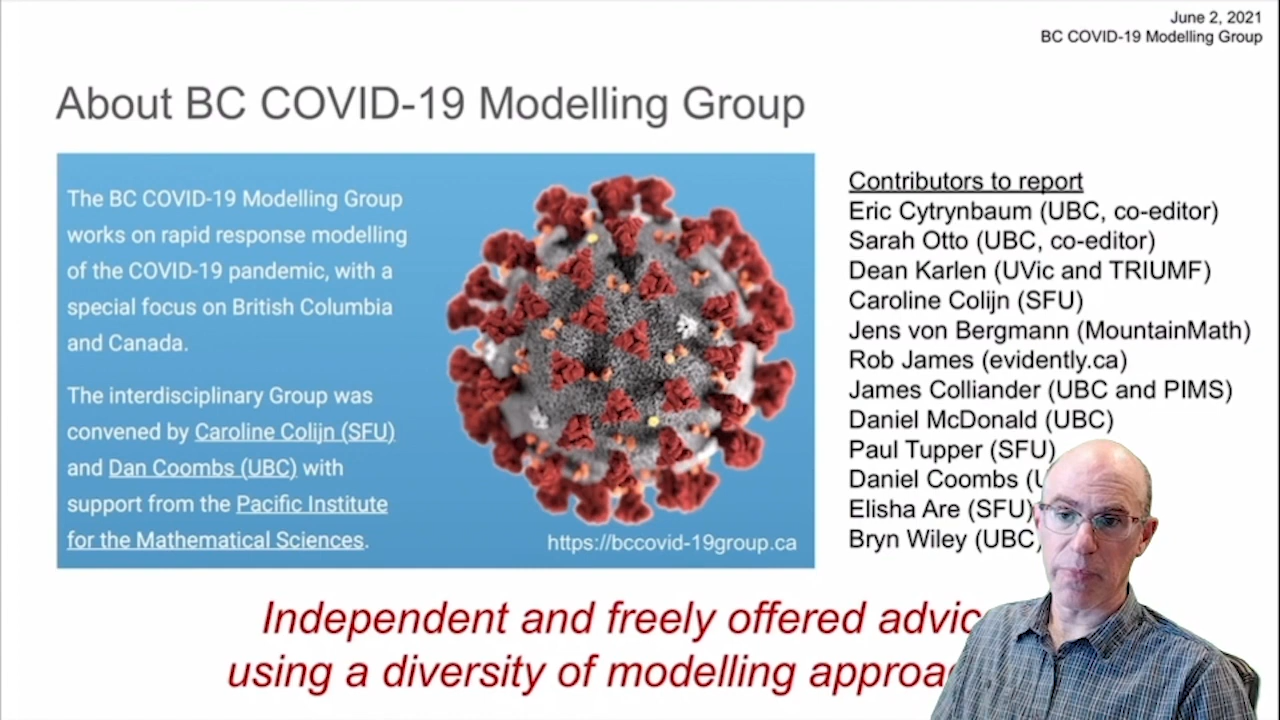 June 2, 2021
BC COVID-19 Modelling Group
About BC COVID-19 Modelling Group
The BC COVID-19 Modelling Group
works on rapid response modelling
of the COVID-19 pandemic, with a
special focus on British Columbia
and Canada.
The interdisciplinary Group was
convened by Caroline Colijn (SFU)
and Dan Coombs (UBC) with
support from the Pacific Institute
for the Mathematical Sciences.
https://bccovid-19group.ca
Contributors to report
Eric Cytrynbaum (UBC, co-editor)
Sarah Otto (UBC, co-editor)
Dean Karlen (UVic and TRIUMF)
Caroline Colijn (SFU)
Jens von Bergmann (MountainMath)
Rob James (evidently.ca)
James Colliander (UBC and PIMS)
Daniel McDonald (UBC)
Paul Tupper (SFU)
Daniel Coombs
Elisha Are (SFU)
Bryn Wiley (UBC)
Independent and freely offered
using a diversity of modelling